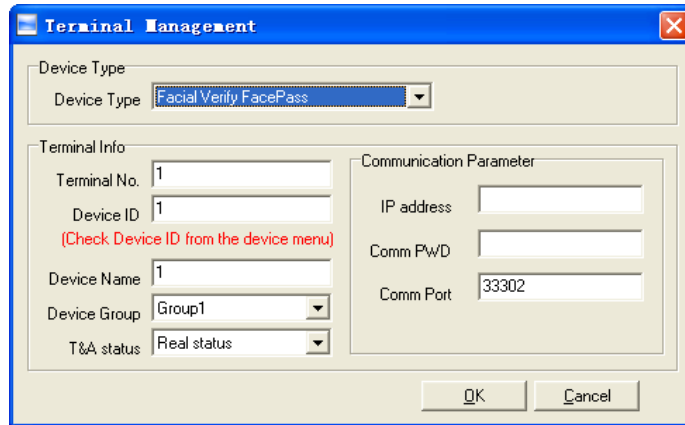 Terminal Management
Device Type
Device Type Facial Verify FacePass
Terminal Info
Terminal No. 1
Device ID 1
(Check Device ID from the device menu)
Device Name 1
Device Group Group1
T&A status Real status
Communication Parameter
IP address
Comm PWD
Comm Port 33302
OK Cancel